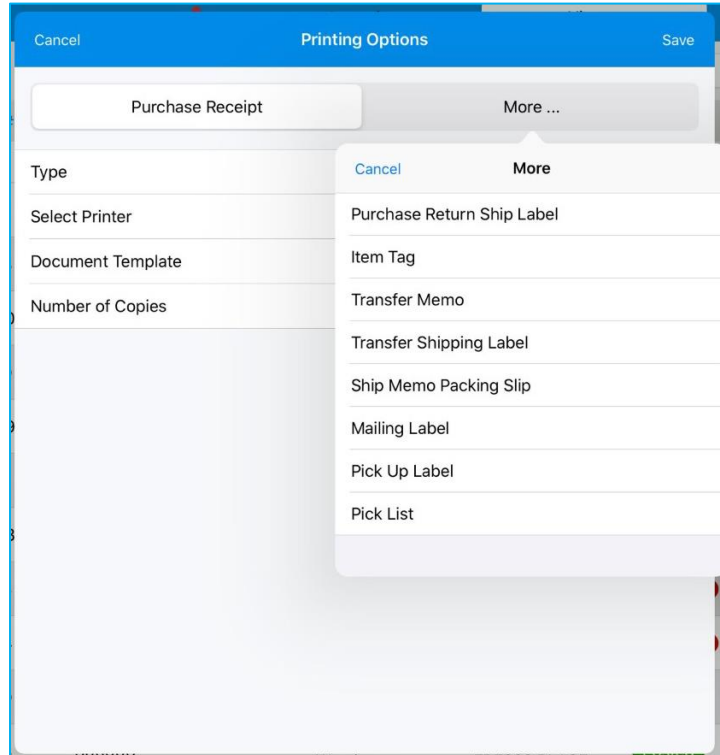 Cancel Printing Options Save
Purchase Receipt More ...
Type
Select Printer
Document Template
Number of Copies
Cancel More
Purchase Return Ship Label
Item Tag
Transfer Memo
Transfer Shipping Label
Ship Memo Packing Slip
Mailing Label
Pick Up Label
Pick List